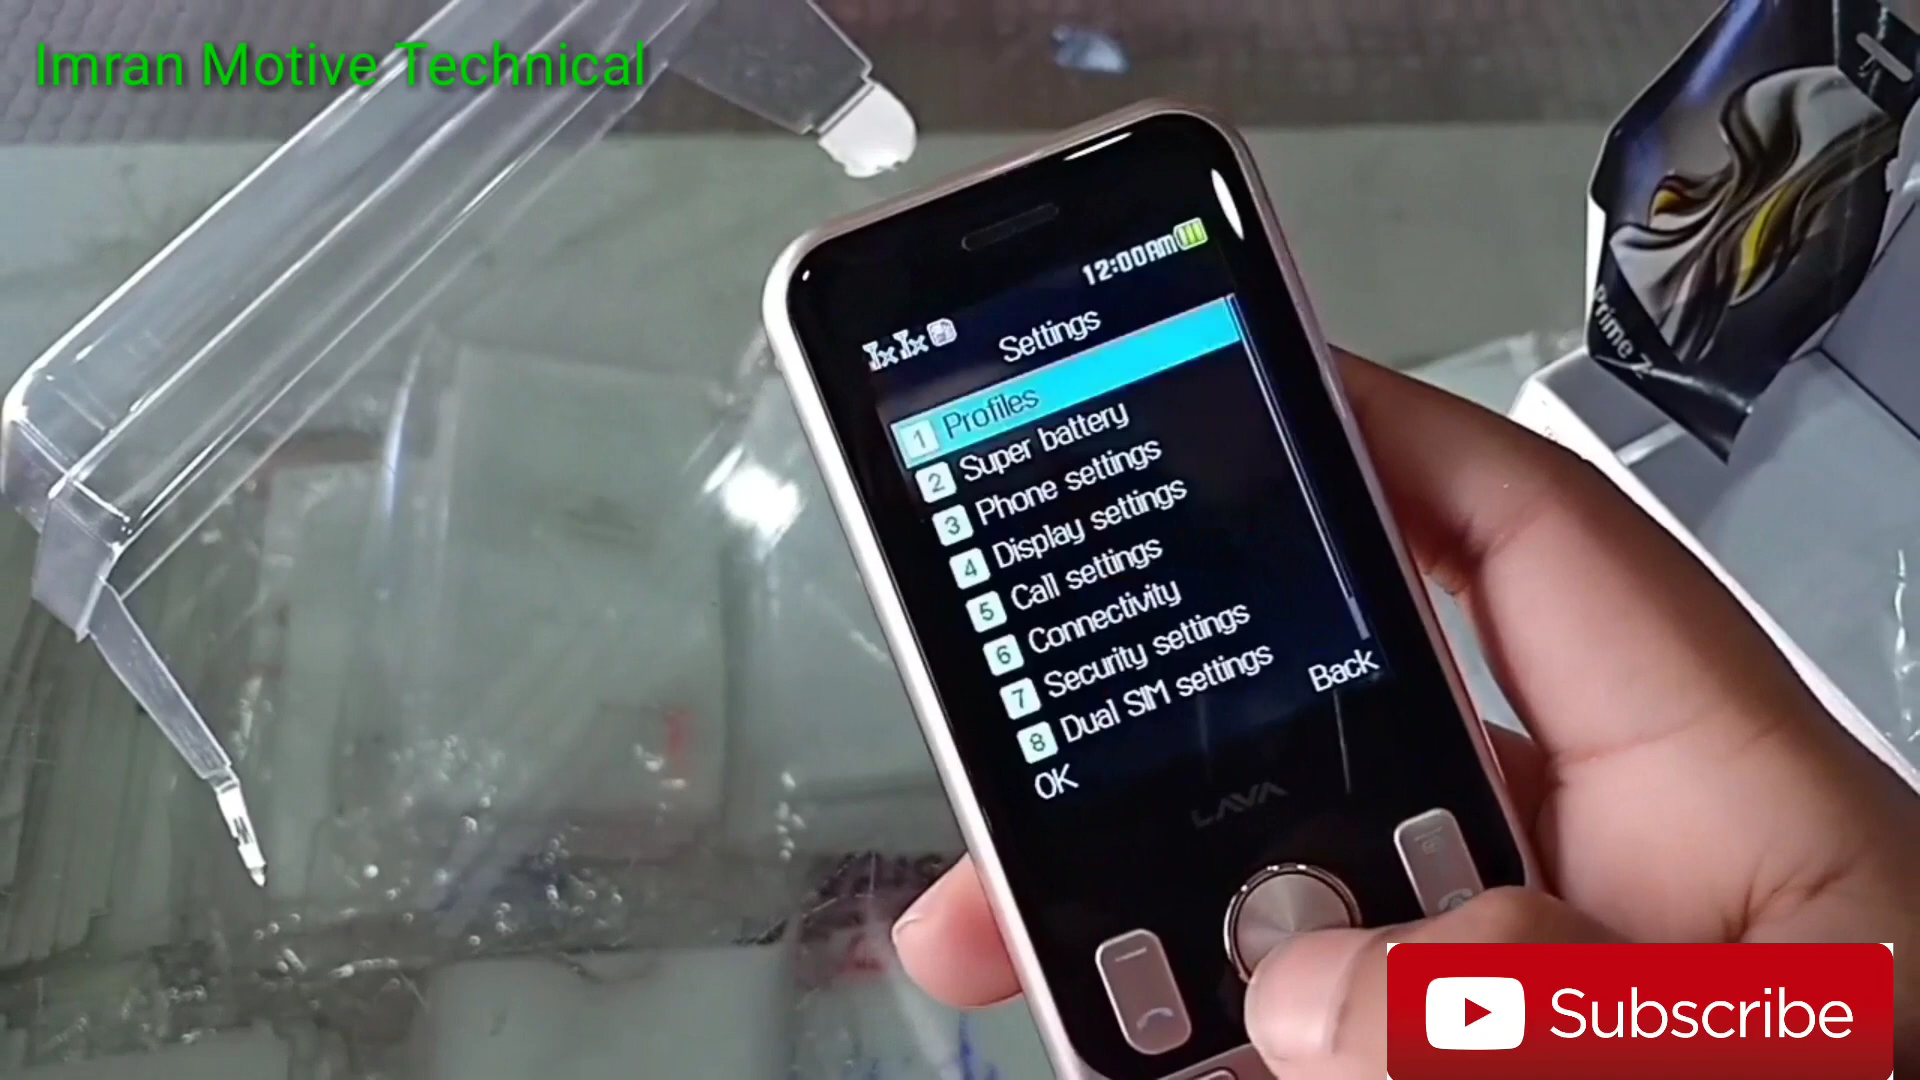 Imran Motive Technical
12:00AM
Settings
1 Profiles
2 Super battery
3 Phone settings
4 Display settings
5 Call settings
6 Connectivity
7 Security settings
8 Dual SIM settings
OK
Back
LAVA
Prime Z
Subscribe